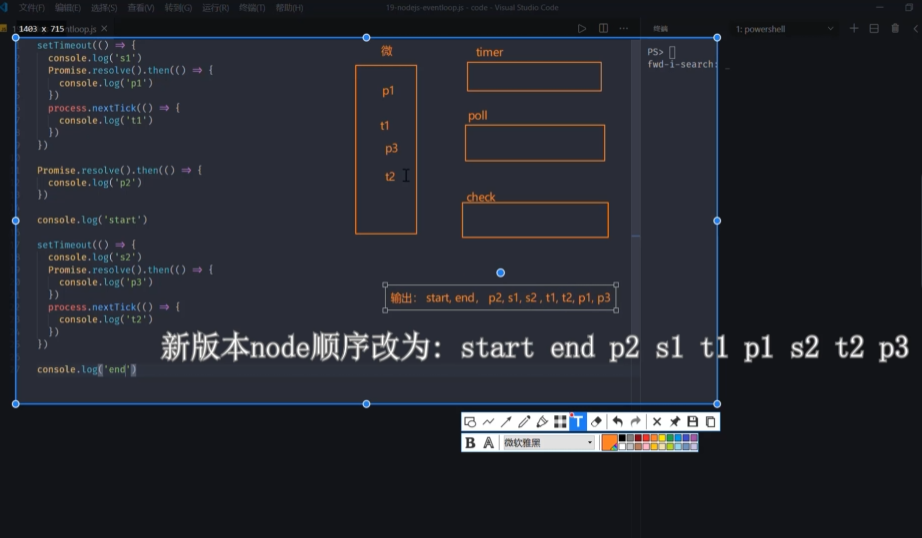 文件(F) 编辑(E) 选择(S) 查看(V) 转到(G) 运行(R) 终端(T) 帮助(H) 19-nodejs-eventloop.js - code - Visual Studio Code
1403 x 715 oop.js × 终端 1: powershell
setTimeout(() => {
console.log('s1')
Promise.resolve().then(() => {
console.log('p1')
})
process.nextTick(() => {
console.log('t1')
})
})
Promise.resolve().then(() => {
console.log('p2')
})
console.log('start')
setTimeout(() => {
console.log('s2')
Promise.resolve().then(() => {
console.log('p3')
})
process.nextTick(() => {
console.log('t2')
})
})
console.log('end')
微
p1
t1
p3
t2
timer
poll
check
输出: start, end, p2, s1, s2 , t1, t2, p1, p3
PS>
fwd-i-search: _
新版本node顺序改为: start end p2 s1 t1 p1 s2 t2 p3
T
B A 微软雅黑